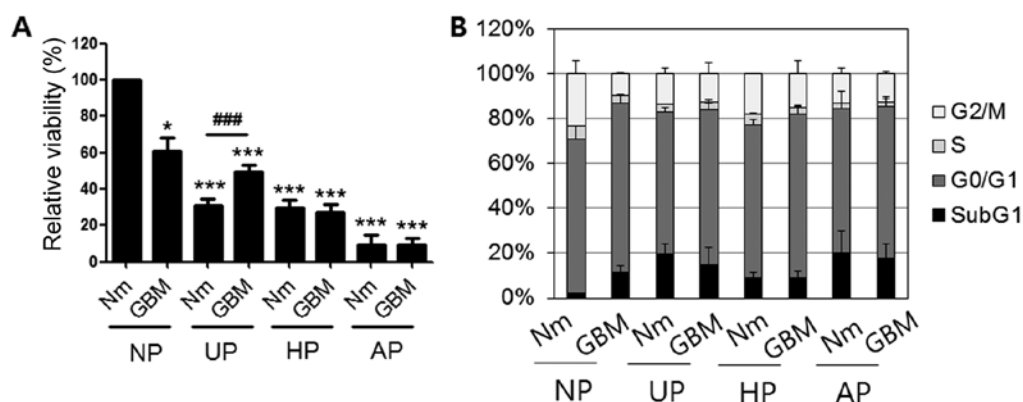 A
Relative viability (%)
120
100
80
60
40
20
0
*
###
***
***
***
***
***
***
Nm
GBM
Nm
GBM
Nm
GBM
Nm
GBM
NP
UP
HP
AP
B
120%
100%
80%
60%
40%
20%
0%
G2/M
S
G0/G1
SubG1
Nm
GBM
Nm
GBM
Nm
GBM
Nm
GBM
NP
UP
HP
AP